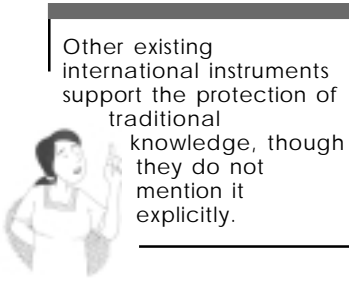 Other existing
international instruments
support the protection of
traditional
knowledge, though
they do not
mention it
explicitly.